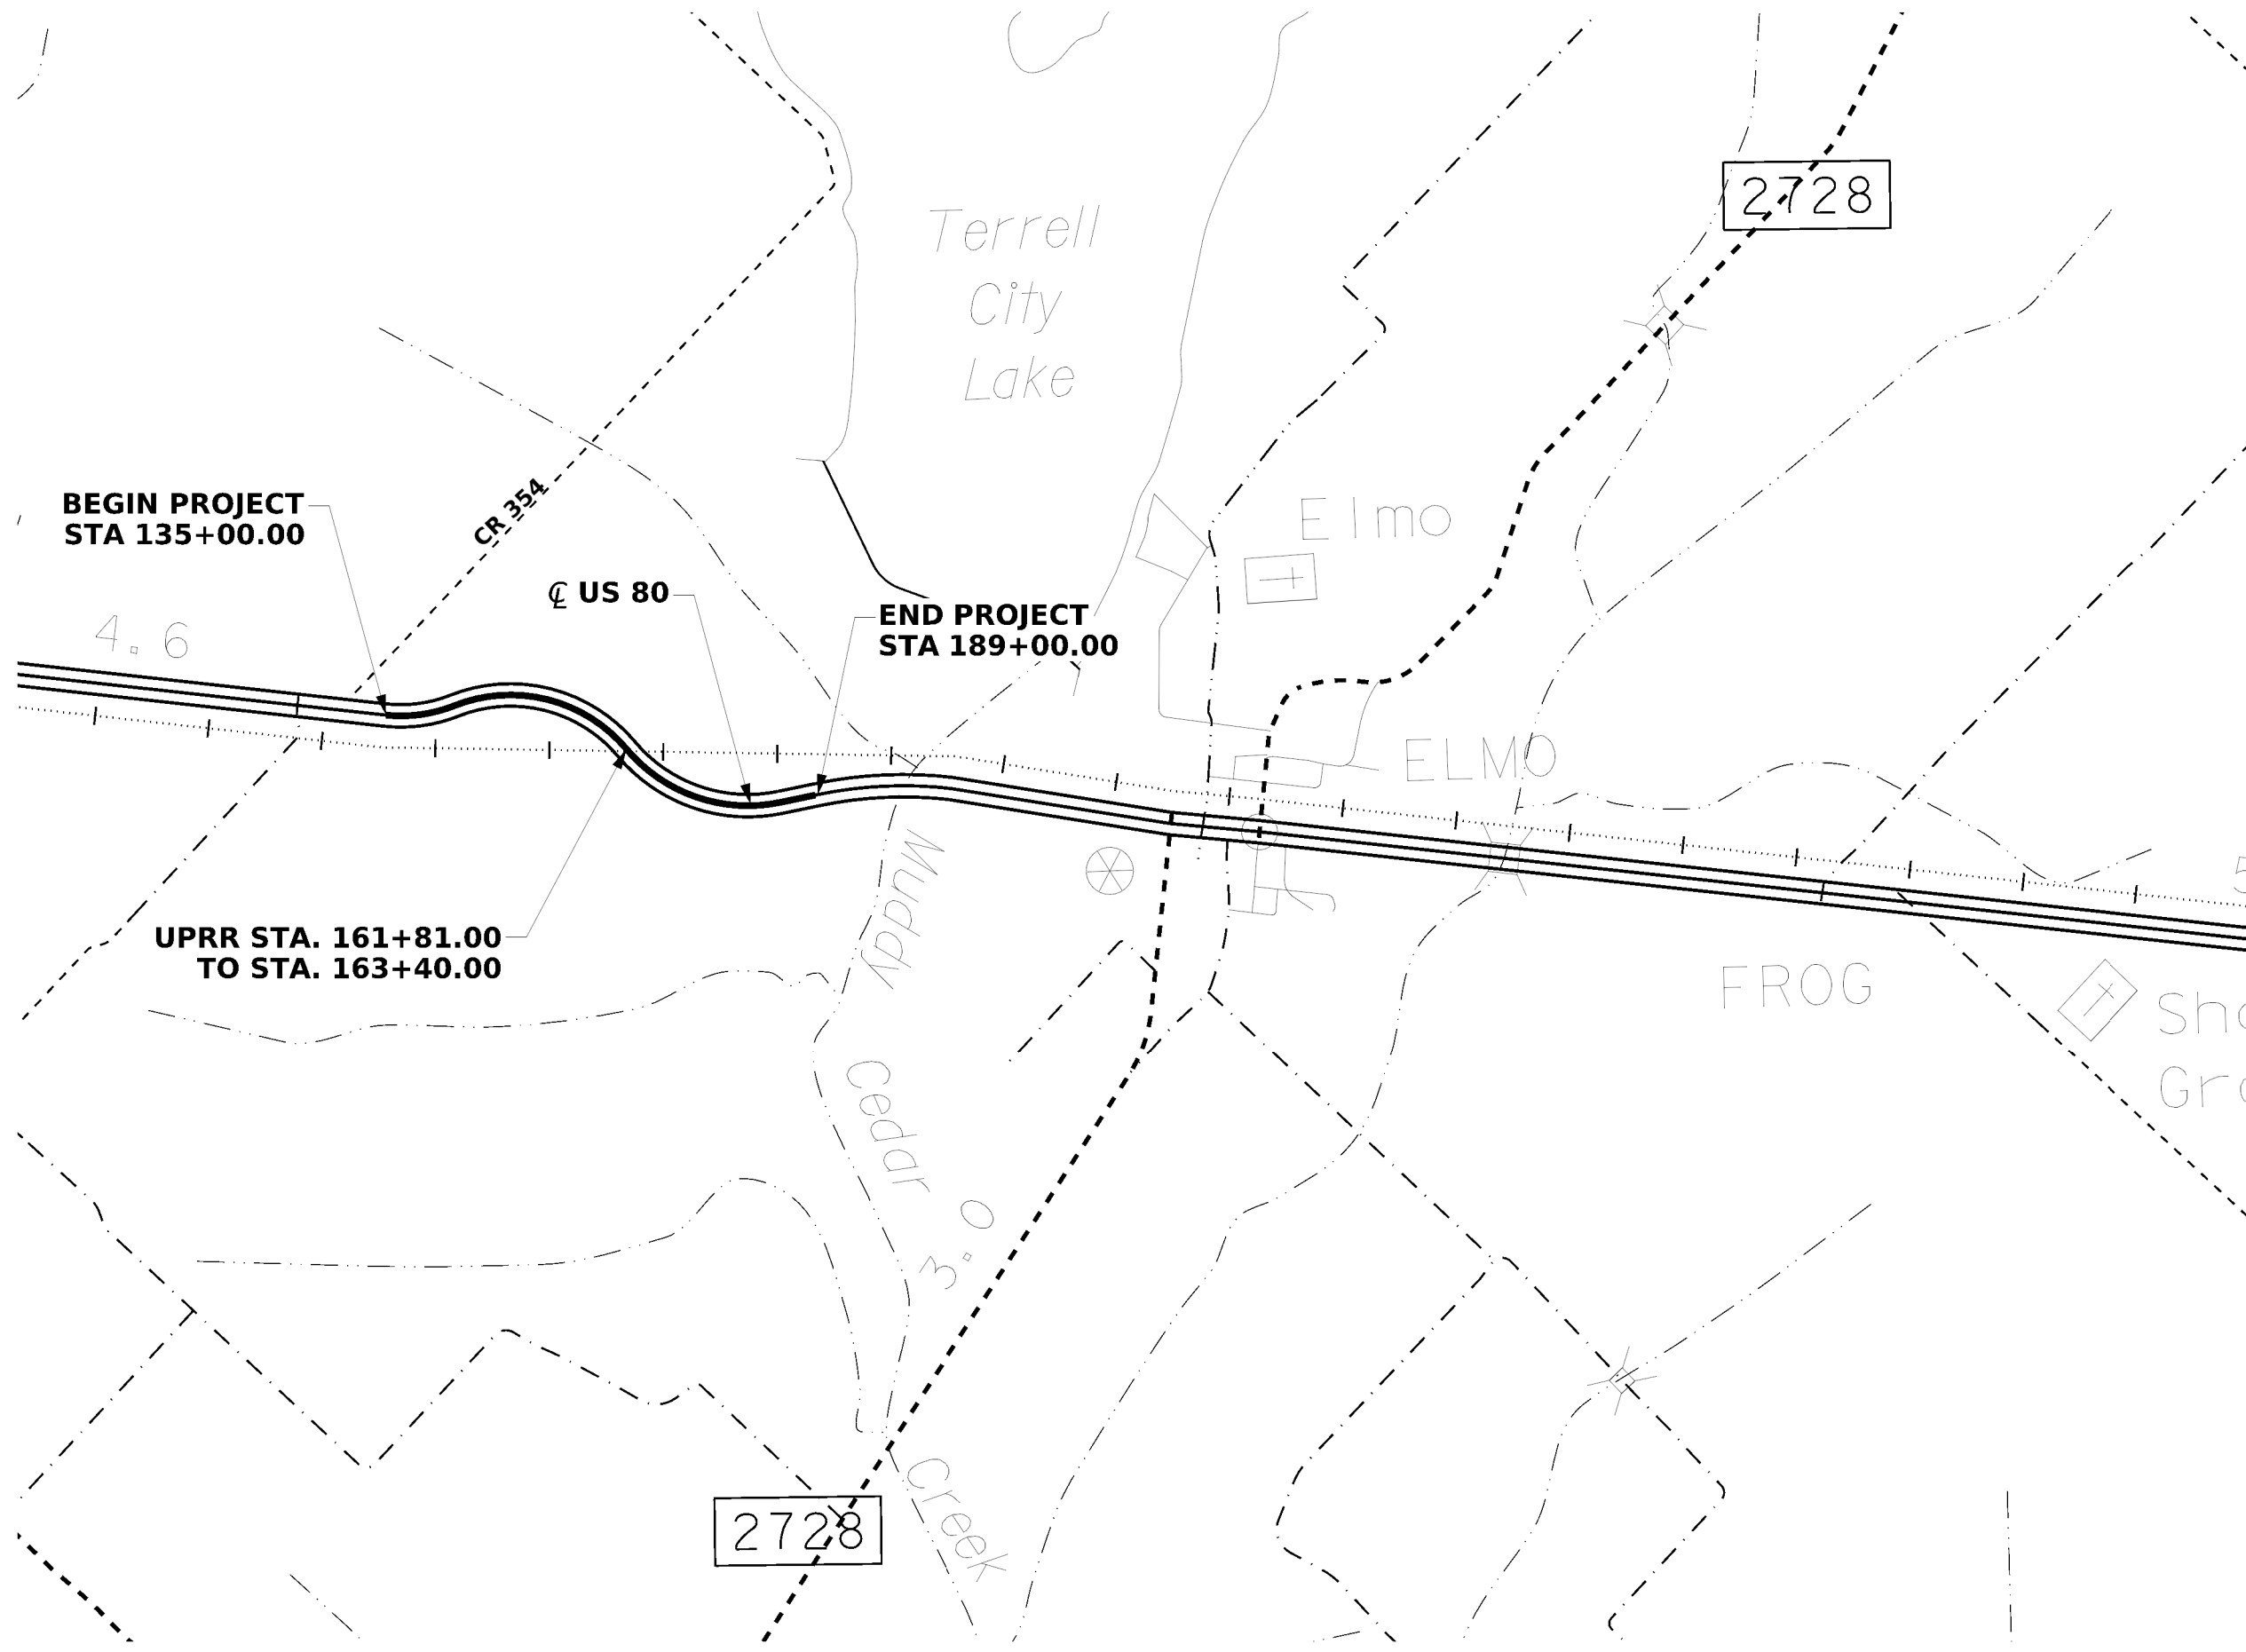 2728
Terrell
City
Lake
BEGIN PROJECT
STA 135+00.00
CR 354
Elmo
℄ US 80
END PROJECT
STA 189+00.00
4.6
ELMO
UPRR STA. 161+81.00
TO STA. 163+40.00
Muddy
Cedar
Creek
FROG
3.0
2728